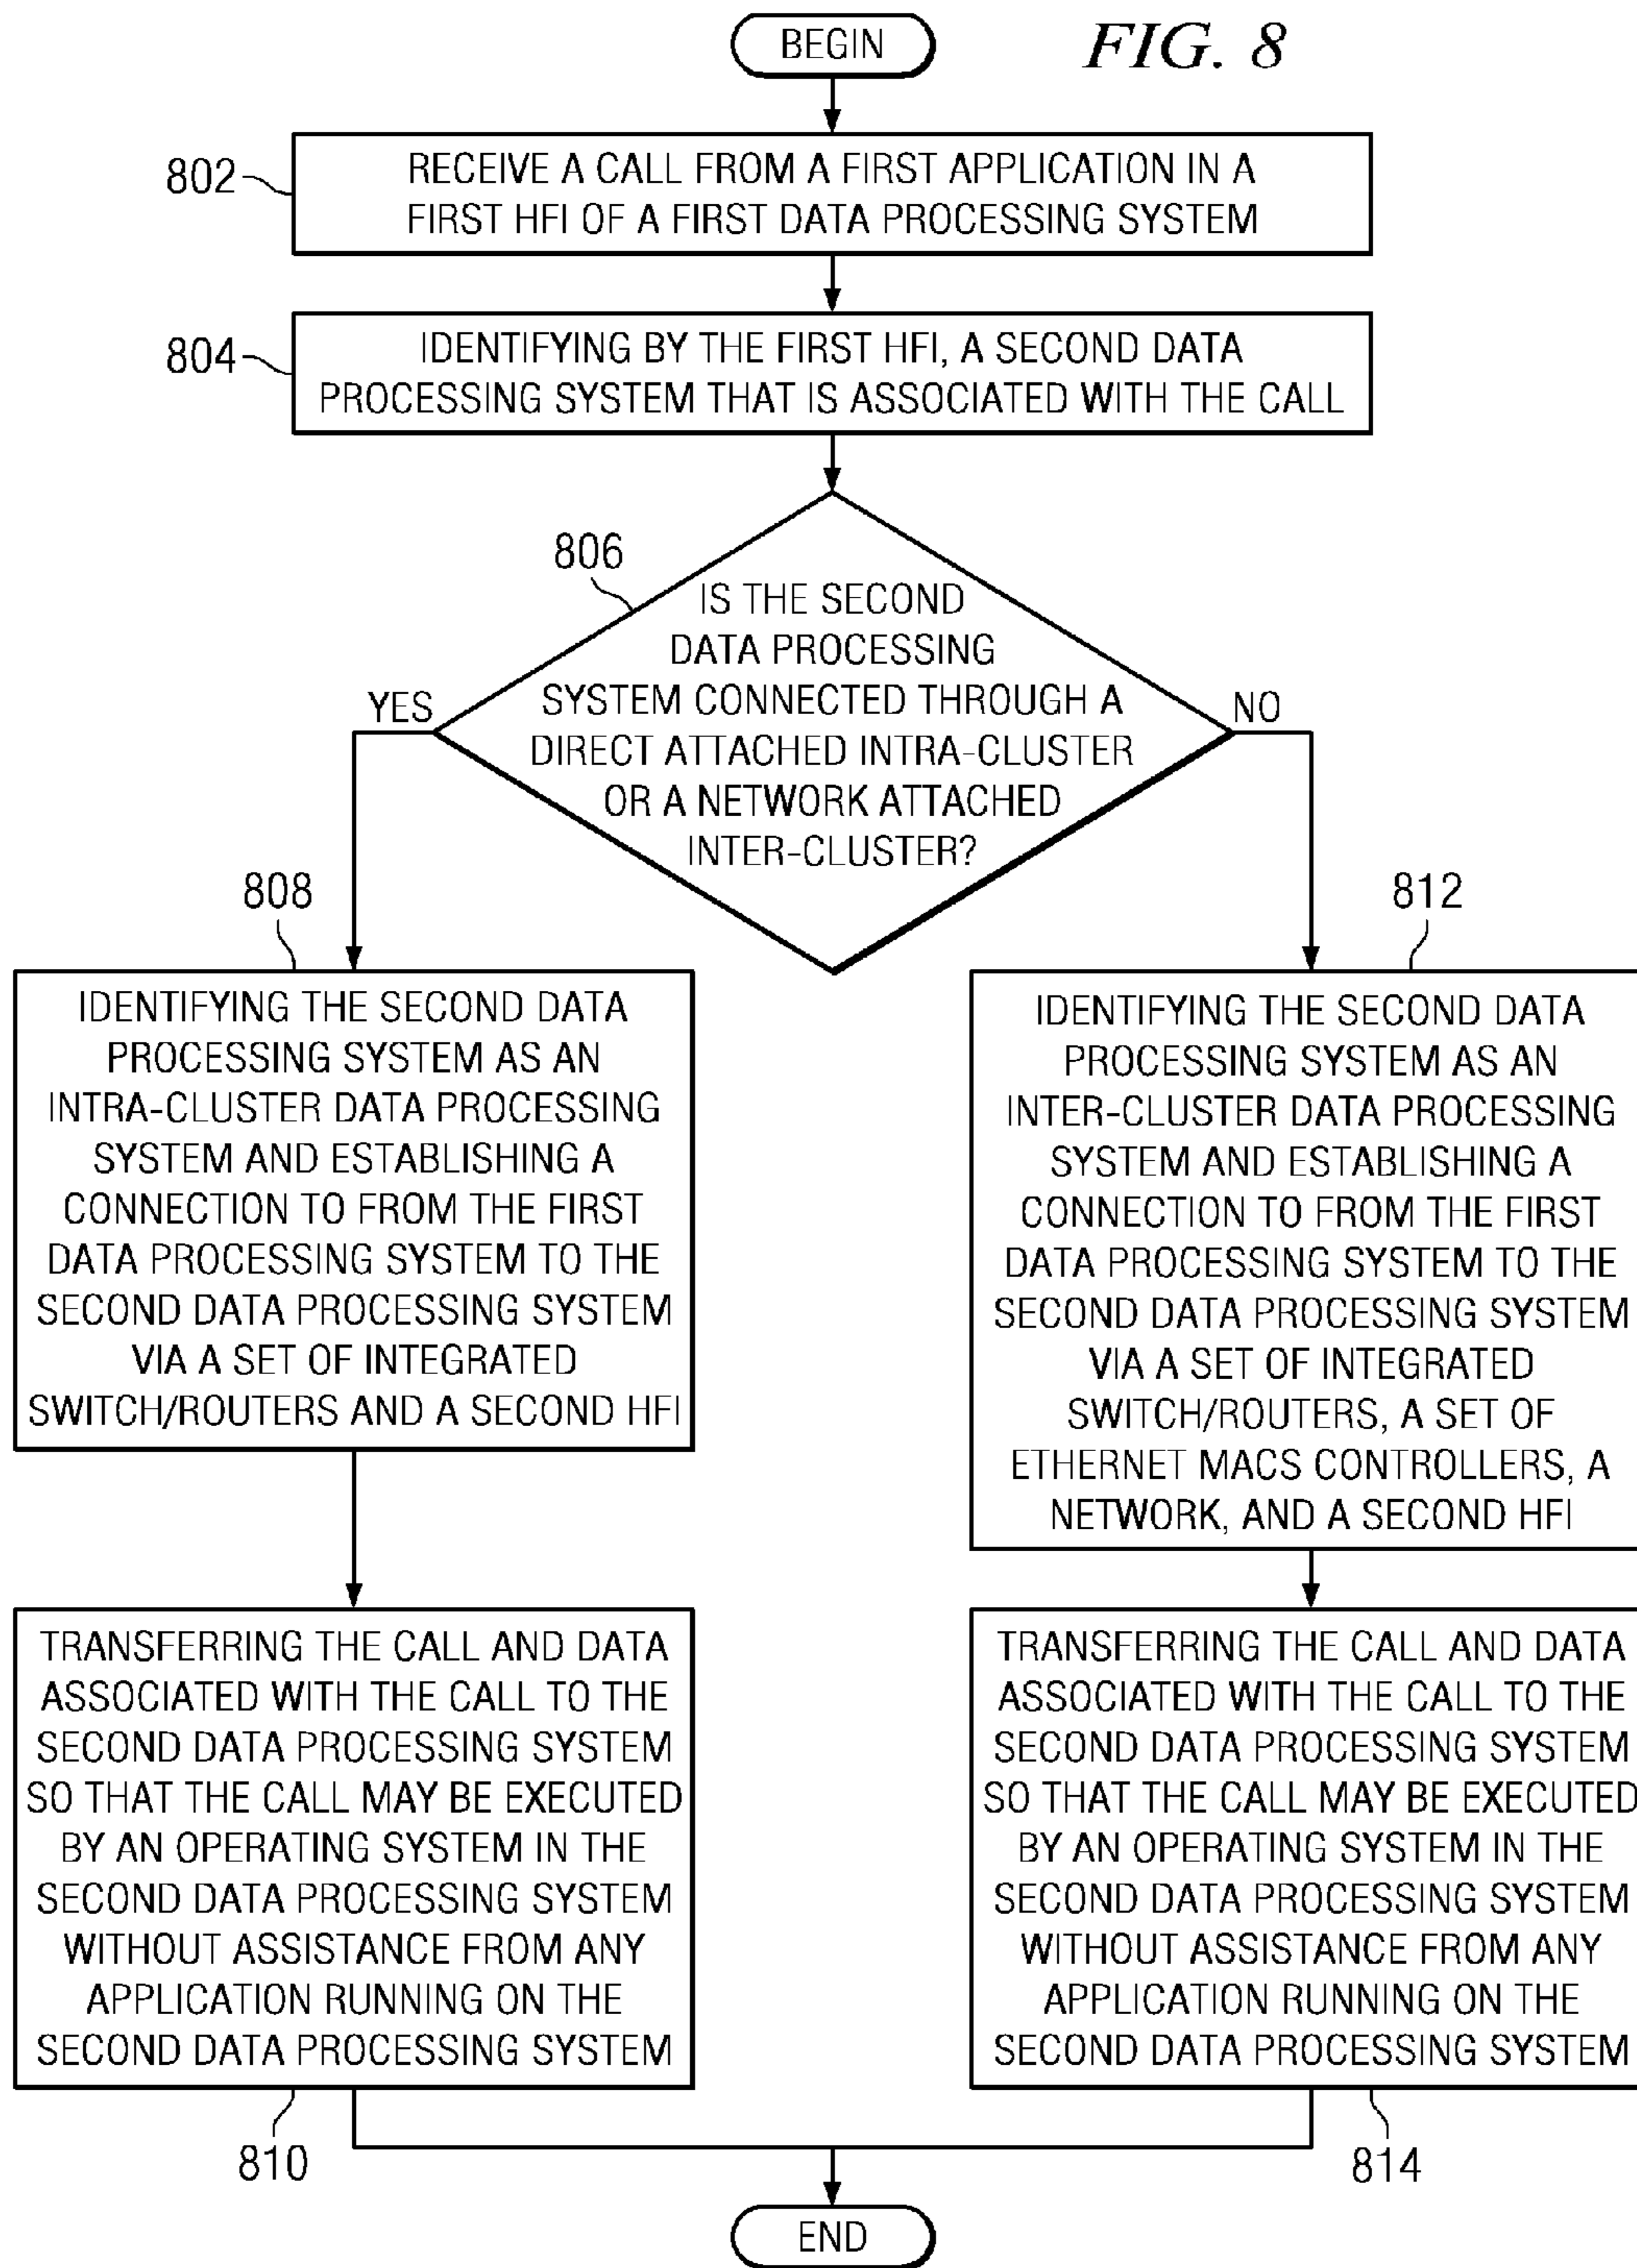 BEGIN
FIG. 8
802
RECEIVE A CALL FROM A FIRST APPLICATION IN A
FIRST HFI OF A FIRST DATA PROCESSING SYSTEM
804
IDENTIFYING BY THE FIRST HFI, A SECOND DATA
PROCESSING SYSTEM THAT IS ASSOCIATED WITH THE CALL
806
IS THE SECOND
DATA PROCESSING
SYSTEM CONNECTED THROUGH A
DIRECT ATTACHED INTRA-CLUSTER
OR A NETWORK ATTACHED
INTER-CLUSTER?
YES
NO
808
IDENTIFYING THE SECOND DATA
PROCESSING SYSTEM AS AN
INTRA-CLUSTER DATA PROCESSING
SYSTEM AND ESTABLISHING A
CONNECTION TO FROM THE FIRST
DATA PROCESSING SYSTEM TO THE
SECOND DATA PROCESSING SYSTEM
VIA A SET OF INTEGRATED
SWITCH/ROUTERS AND A SECOND HFI
812
IDENTIFYING THE SECOND DATA
PROCESSING SYSTEM AS AN
INTER-CLUSTER DATA PROCESSING
SYSTEM AND ESTABLISHING A
CONNECTION TO FROM THE FIRST
DATA PROCESSING SYSTEM TO THE
SECOND DATA PROCESSING SYSTEM
VIA A SET OF INTEGRATED
SWITCH/ROUTERS, A SET OF
ETHERNET MACS CONTROLLERS, A
NETWORK, AND A SECOND HFI
TRANSFERRING THE CALL AND DATA
ASSOCIATED WITH THE CALL TO THE
SECOND DATA PROCESSING SYSTEM
SO THAT THE CALL MAY BE EXECUTED
BY AN OPERATING SYSTEM IN THE
SECOND DATA PROCESSING SYSTEM
WITHOUT ASSISTANCE FROM ANY
APPLICATION RUNNING ON THE
SECOND DATA PROCESSING SYSTEM
810
TRANSFERRING THE CALL AND DATA
ASSOCIATED WITH THE CALL TO THE
SECOND DATA PROCESSING SYSTEM
SO THAT THE CALL MAY BE EXECUTED
BY AN OPERATING SYSTEM IN THE
SECOND DATA PROCESSING SYSTEM
WITHOUT ASSISTANCE FROM ANY
APPLICATION RUNNING ON THE
SECOND DATA PROCESSING SYSTEM
814
END